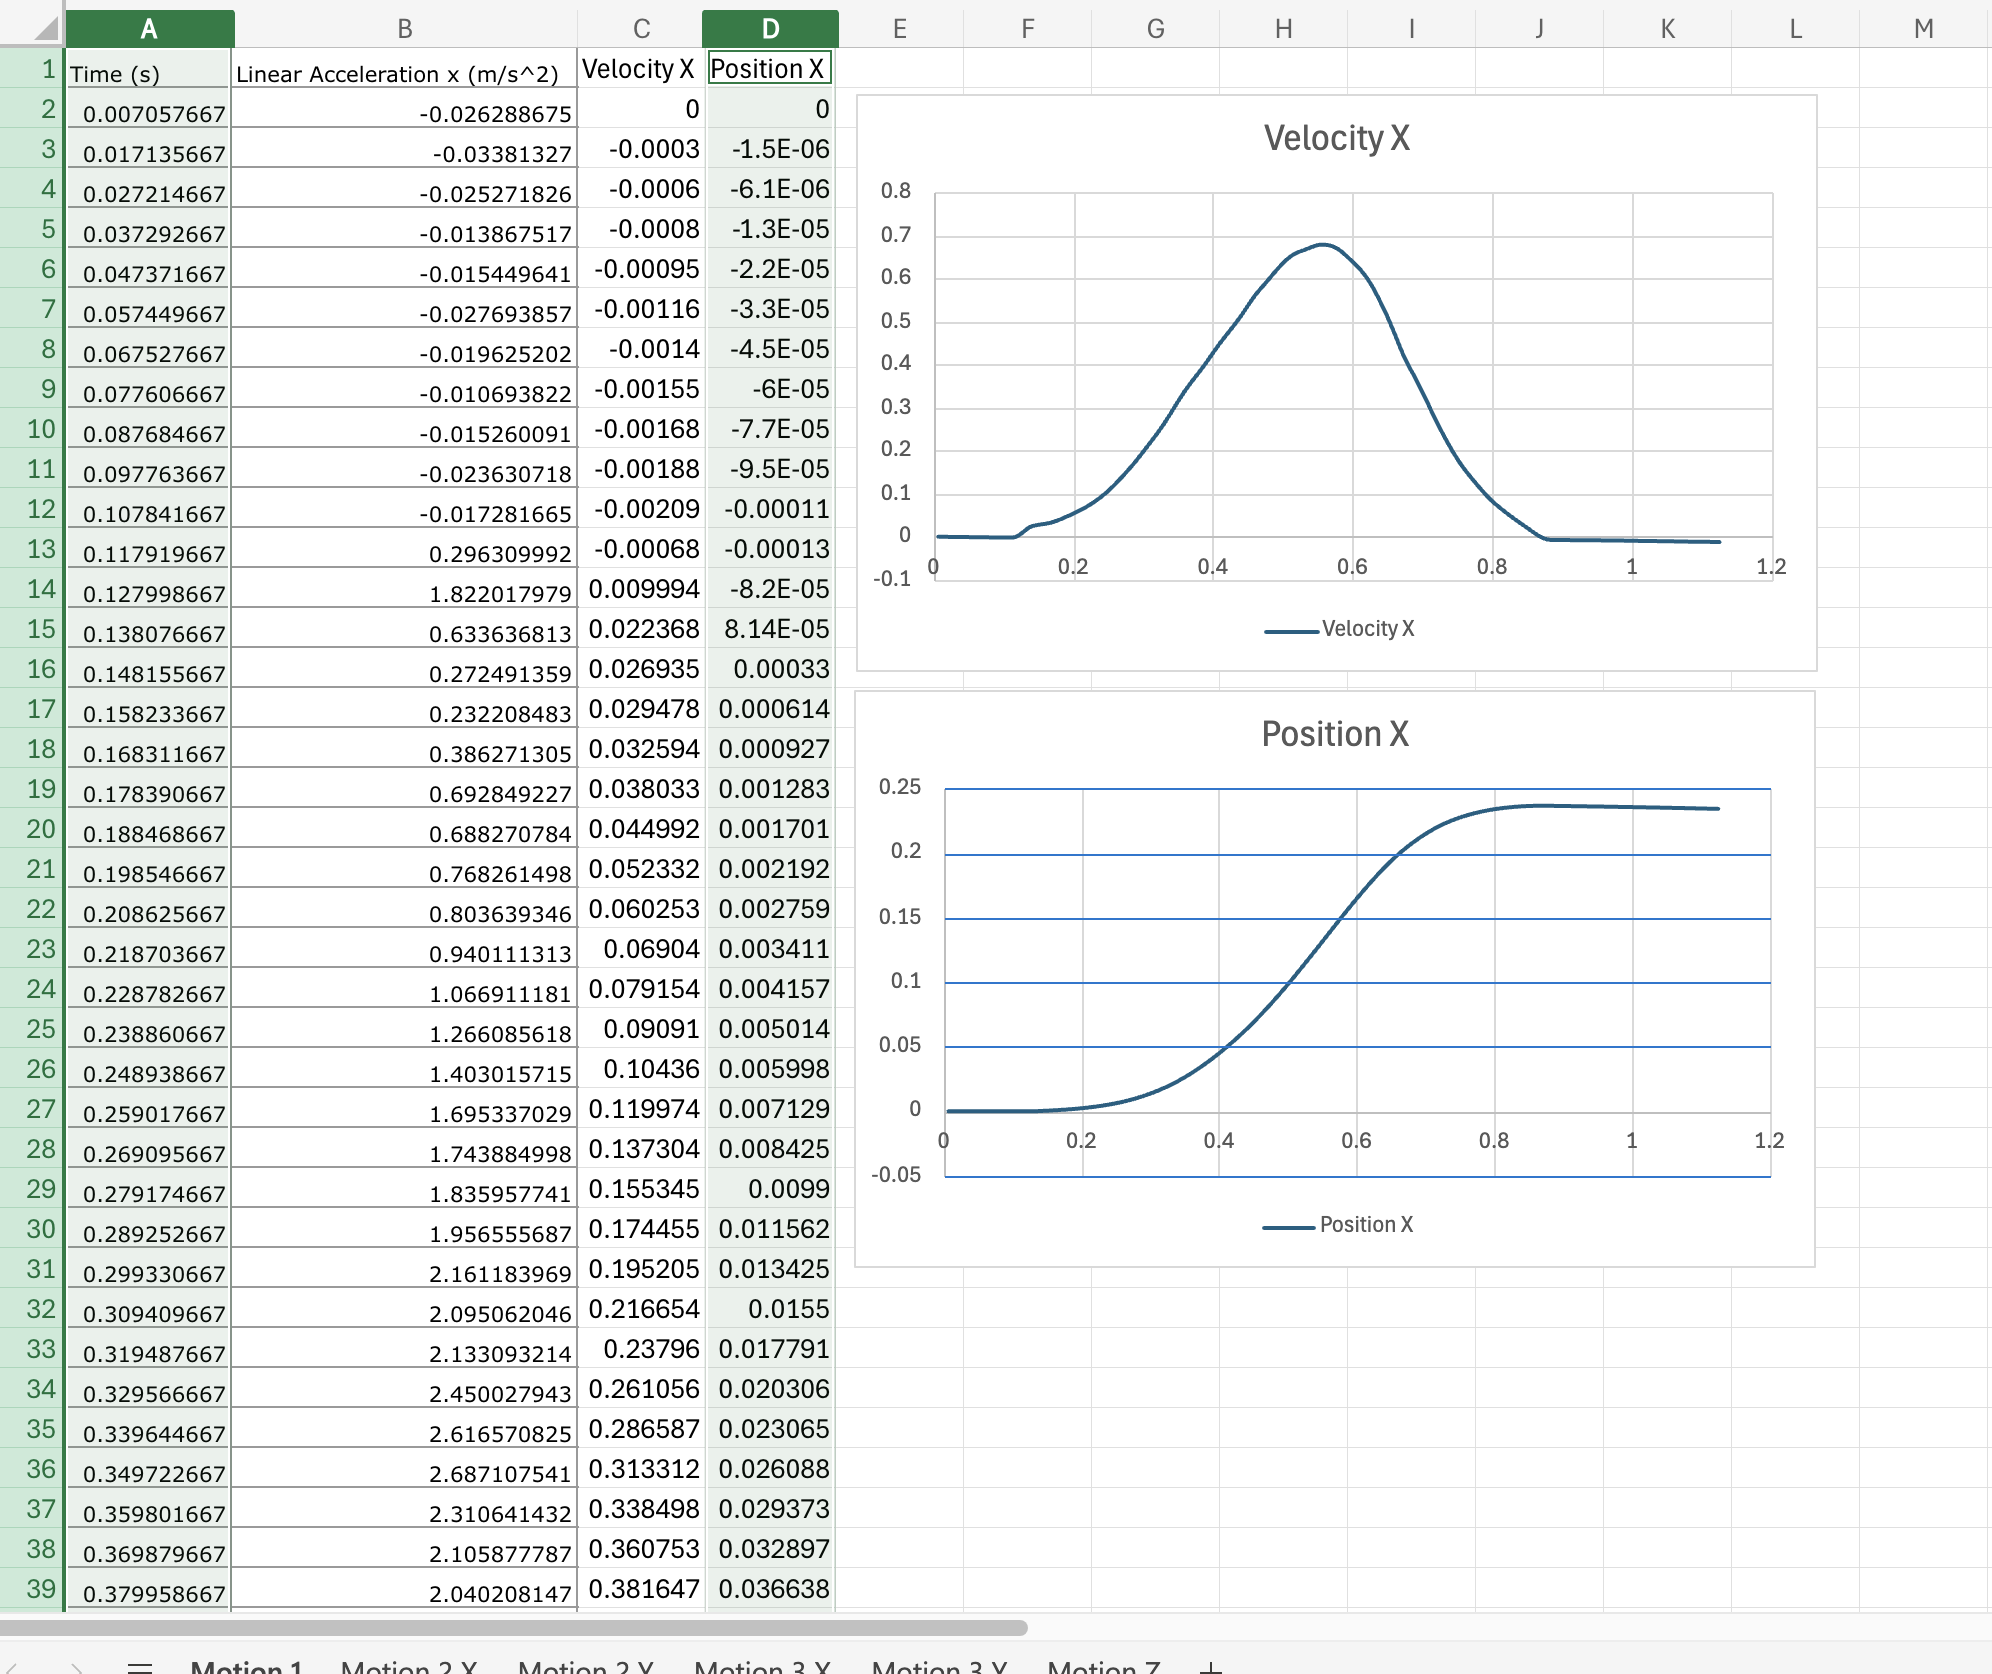 A B C D E F G H I J K L M
1 Time (s) Linear Acceleration x (m/s^2) Velocity X Position X
2 0.007057667 -0.026288675 0 0
3 0.017135667 -0.03381327 -0.0003 -1.5E-06
4 0.027214667 -0.025271826 -0.0006 -6.1E-06
5 0.037292667 -0.013867517 -0.0008 -1.3E-05
6 0.047371667 -0.015449641 -0.00095 -2.2E-05
7 0.057449667 -0.027693857 -0.00116 -3.3E-05
8 0.067527667 -0.019625202 -0.0014 -4.5E-05
9 0.077606667 -0.010693822 -0.00155 -6E-05
10 0.087684667 -0.015260091 -0.00168 -7.7E-05
11 0.097763667 -0.023630718 -0.00188 -9.5E-05
12 0.107841667 -0.017281665 -0.00209 -0.00011
13 0.117919667 0.296309992 -0.00068 -0.00013
14 0.127998667 1.822017979 0.009994 -8.2E-05
15 0.138076667 0.633636813 0.022368 8.14E-05
16 0.148155667 0.272491359 0.026935 0.00033
17 0.158233667 0.232208483 0.029478 0.000614
18 0.168311667 0.386271305 0.032594 0.000927
19 0.178390667 0.692849227 0.038033 0.001283
20 0.188468667 0.688270784 0.044992 0.001701
21 0.198546667 0.768261498 0.052332 0.002192
22 0.208625667 0.803639346 0.060253 0.002759
23 0.218703667 0.940111313 0.06904 0.003411
24 0.228782667 1.066911181 0.079154 0.004157
25 0.238860667 1.266085618 0.09091 0.005014
26 0.248938667 1.403015715 0.10436 0.005998
27 0.259017667 1.695337029 0.119974 0.007129
28 0.269095667 1.743884998 0.137304 0.008425
29 0.279174667 1.835957741 0.155345 0.0099
30 0.289252667 1.956555687 0.174455 0.011562
31 0.299330667 2.161183969 0.195205 0.013425
32 0.309409667 2.095062046 0.216654 0.0155
33 0.319487667 2.133093214 0.23796 0.017791
34 0.329566667 2.450027943 0.261056 0.020306
35 0.339644667 2.616570825 0.286587 0.023065
36 0.349722667 2.687107541 0.313312 0.026088
37 0.359801667 2.310641432 0.338498 0.029373
38 0.369879667 2.105877787 0.360753 0.032897
39 0.379958667 2.040208147 0.381647 0.036638
Velocity X
0.8
0.7
0.6
0.5
0.4
0.3
0.2
0.1
0
-0.1
0 0.2 0.4 0.6 0.8 1 1.2
Velocity X
Position X
0.25
0.2
0.15
0.1
0.05
0
-0.05
0 0.2 0.4 0.6 0.8 1 1.2
Position X
Motion 1 Motion 2 X Motion 2 Y Motion 3 X Motion 3 Y Motion Z